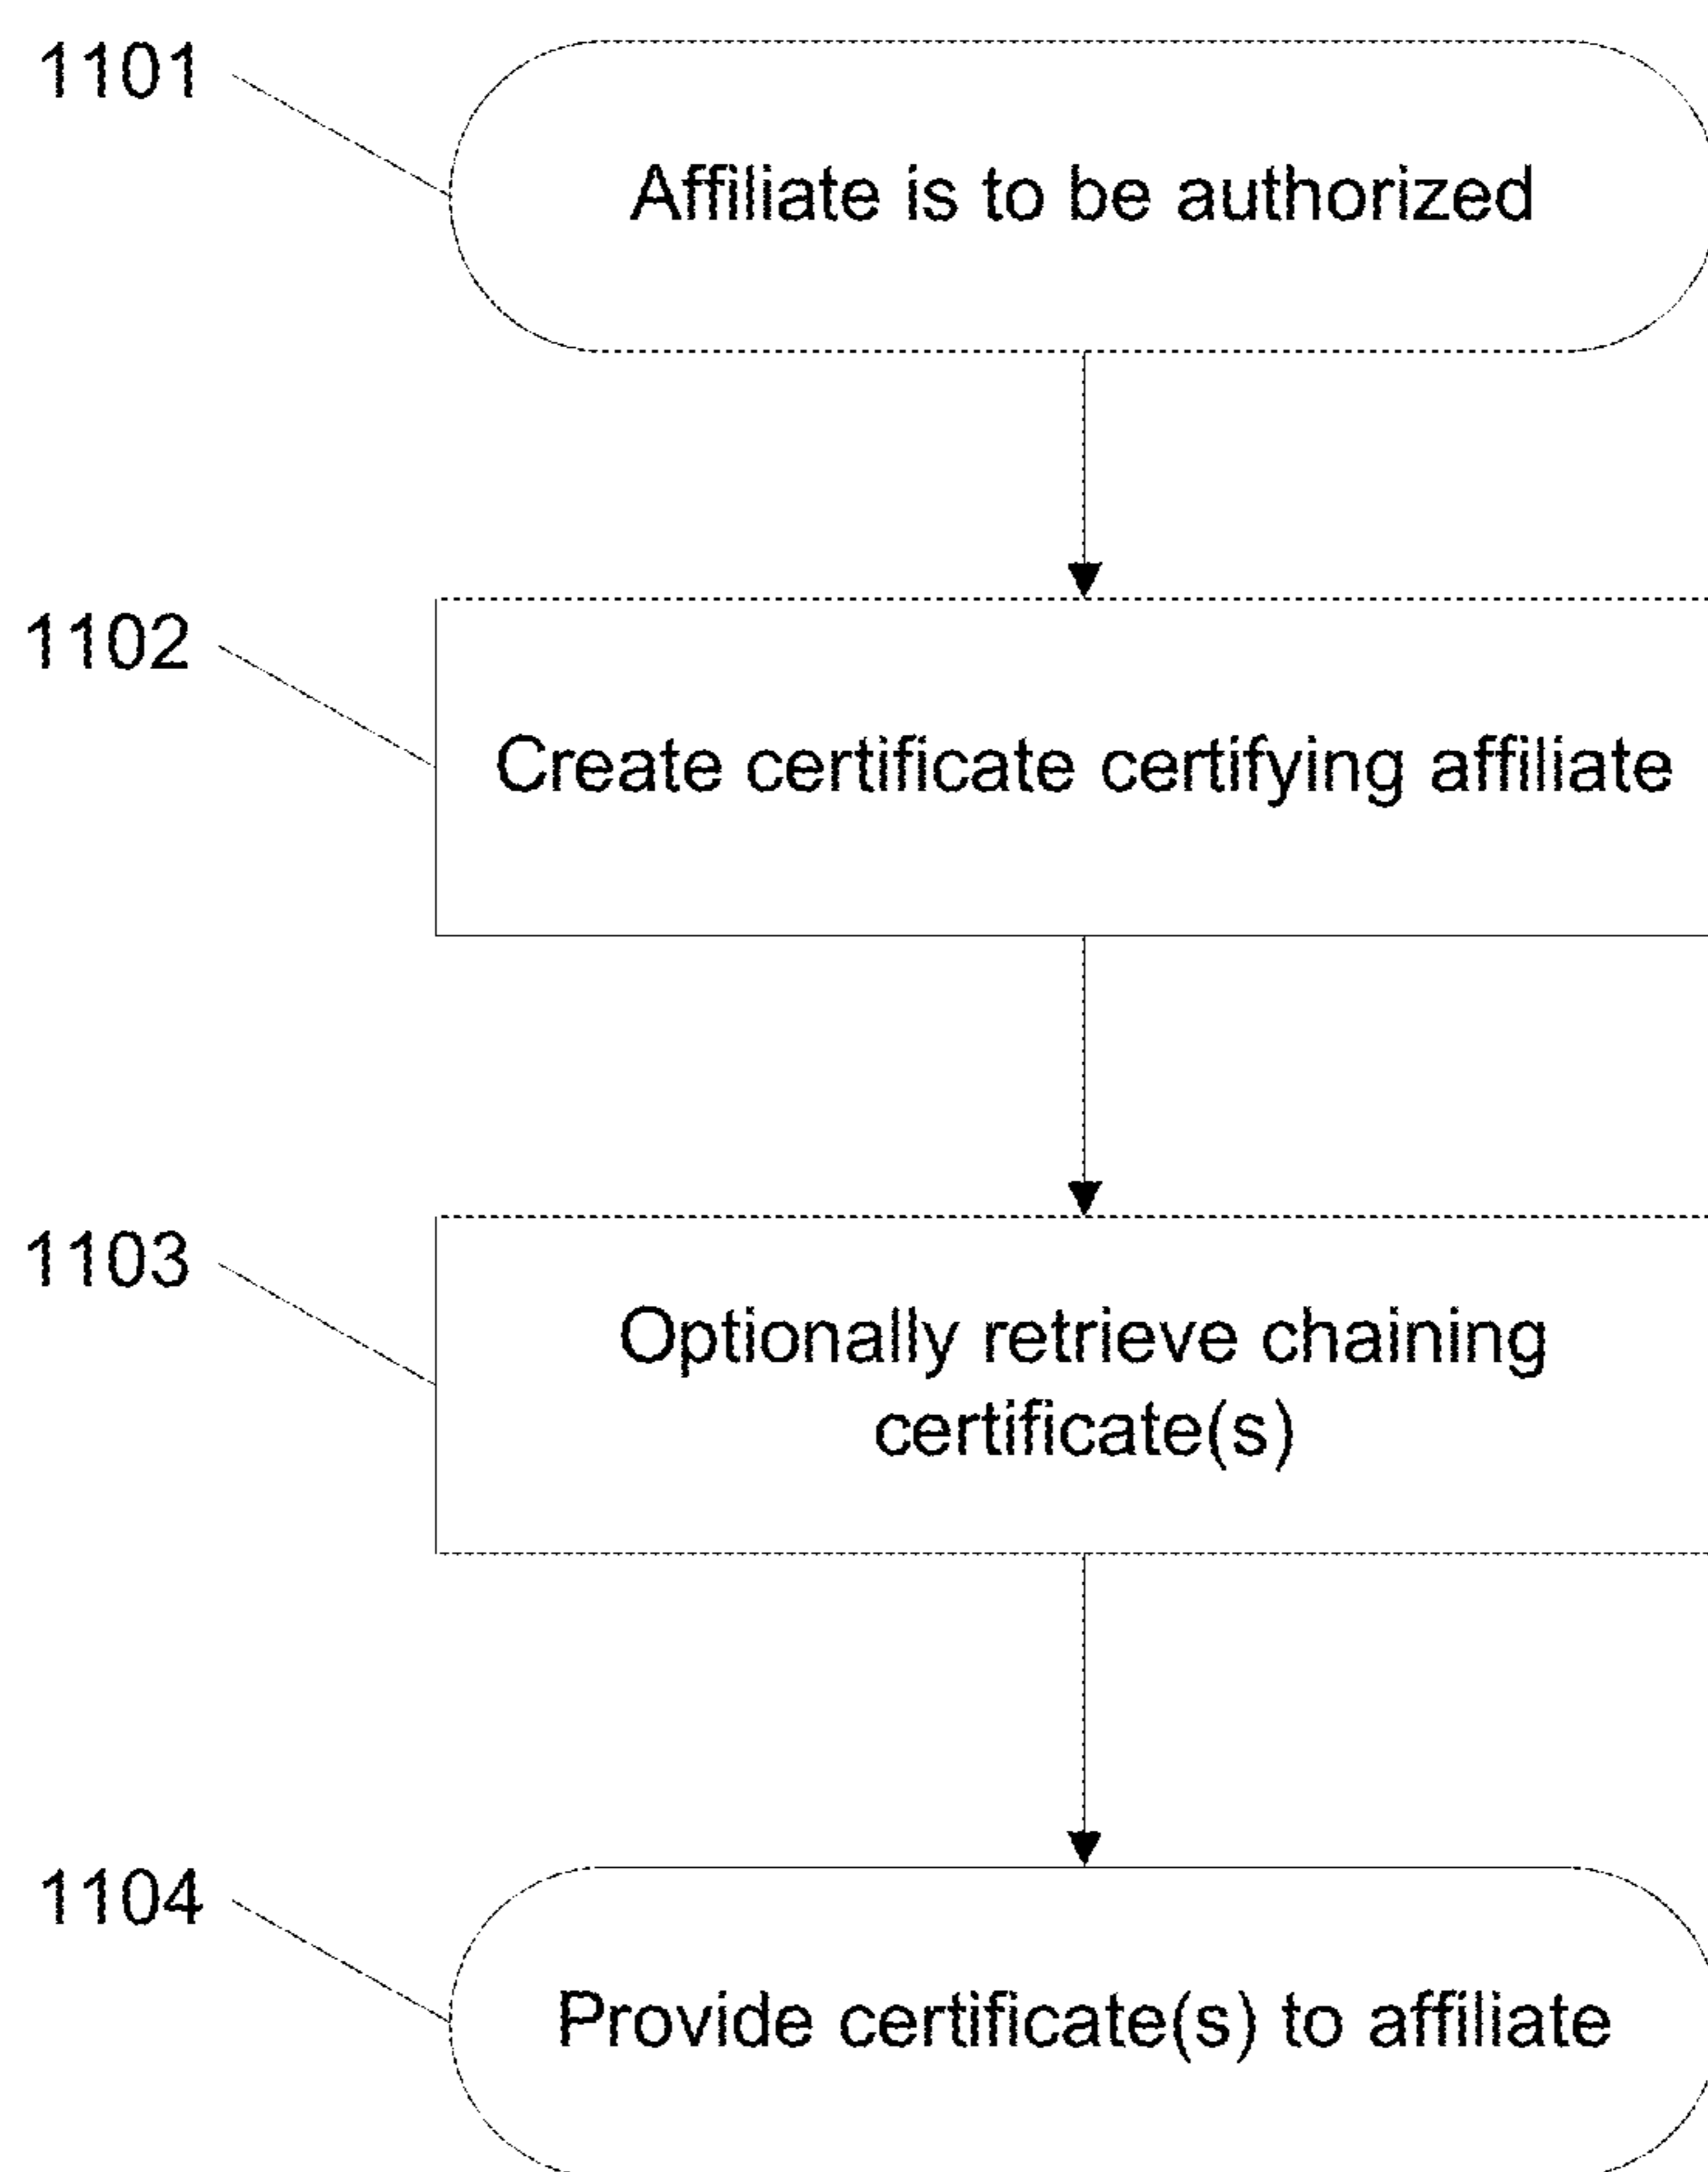 1101
Affiliate is to be authorized
1102
Create certificate certifying affiliate
1103
Optionally retrieve chaining
certificate(s)
1104
Provide certificate(s) to affiliate